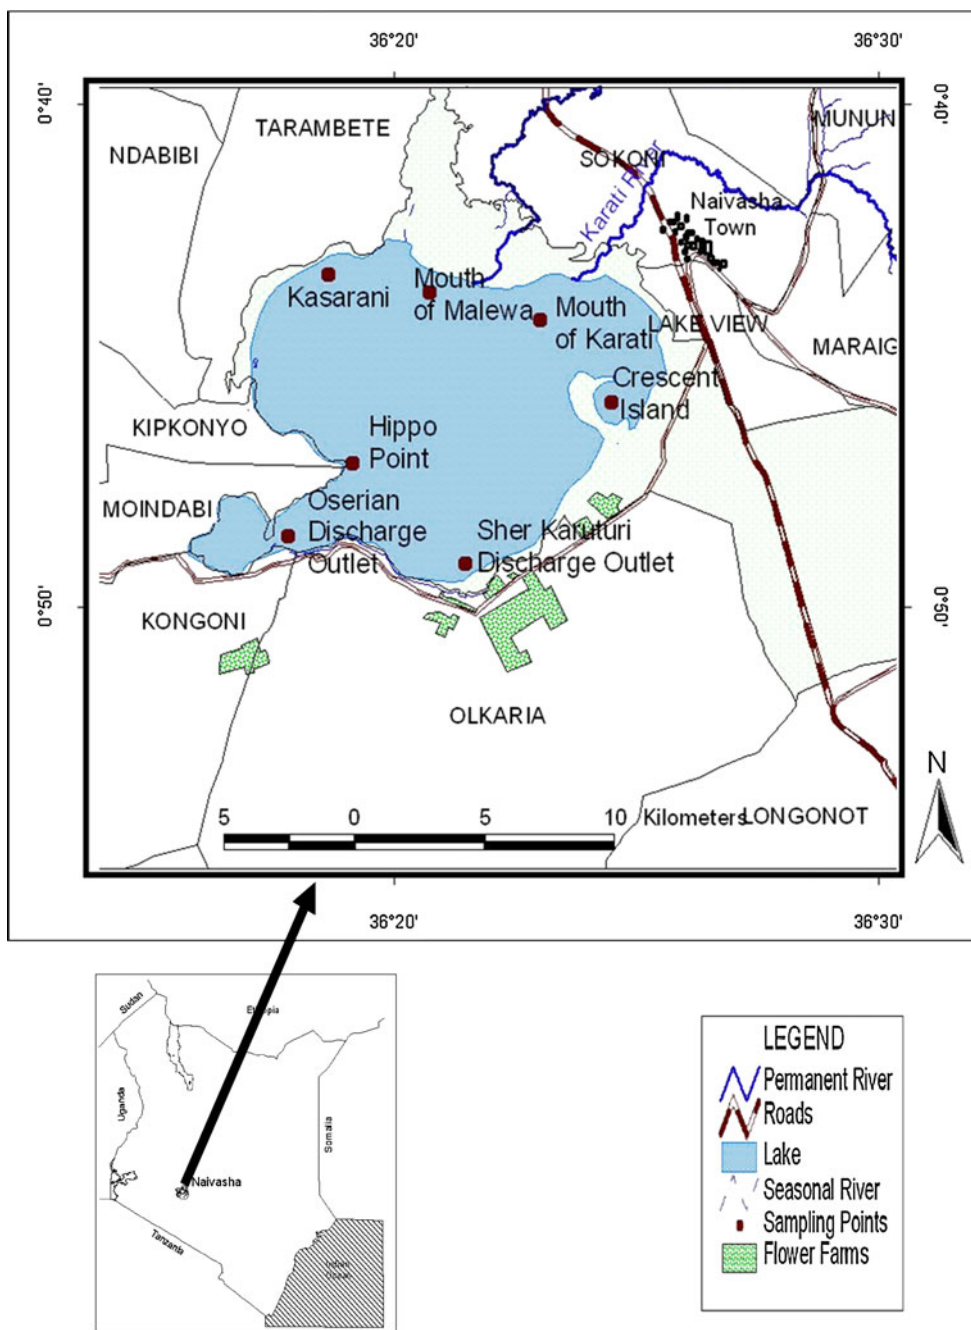 36°20'
36°30'
0°40'
0°40'
TARAMBETE
MUNUN
NDABIBI
SOKONI
Karati River
Naivasha
Town
Kasarani
Mouth
of Malewa
Mouth
of Karati
LAKE VIEW
MARAIG
Crescent
Island
KIPKONYO
Hippo
Point
MOINDABI
Oserian
Discharge
Outlet
Sher Karuturi
Discharge Outlet
0°50'
0°50'
KONGONI
OLKARIA
N
5 0 5 10 Kilometers
LONGONOT
36°20'
36°30'
Sudan
Ethiopia
Uganda
Somalia
Naivasha
Tanzania
Indian
Ocean
LEGEND
Permanent River
Roads
Lake
Seasonal River
Sampling Points
Flower Farms